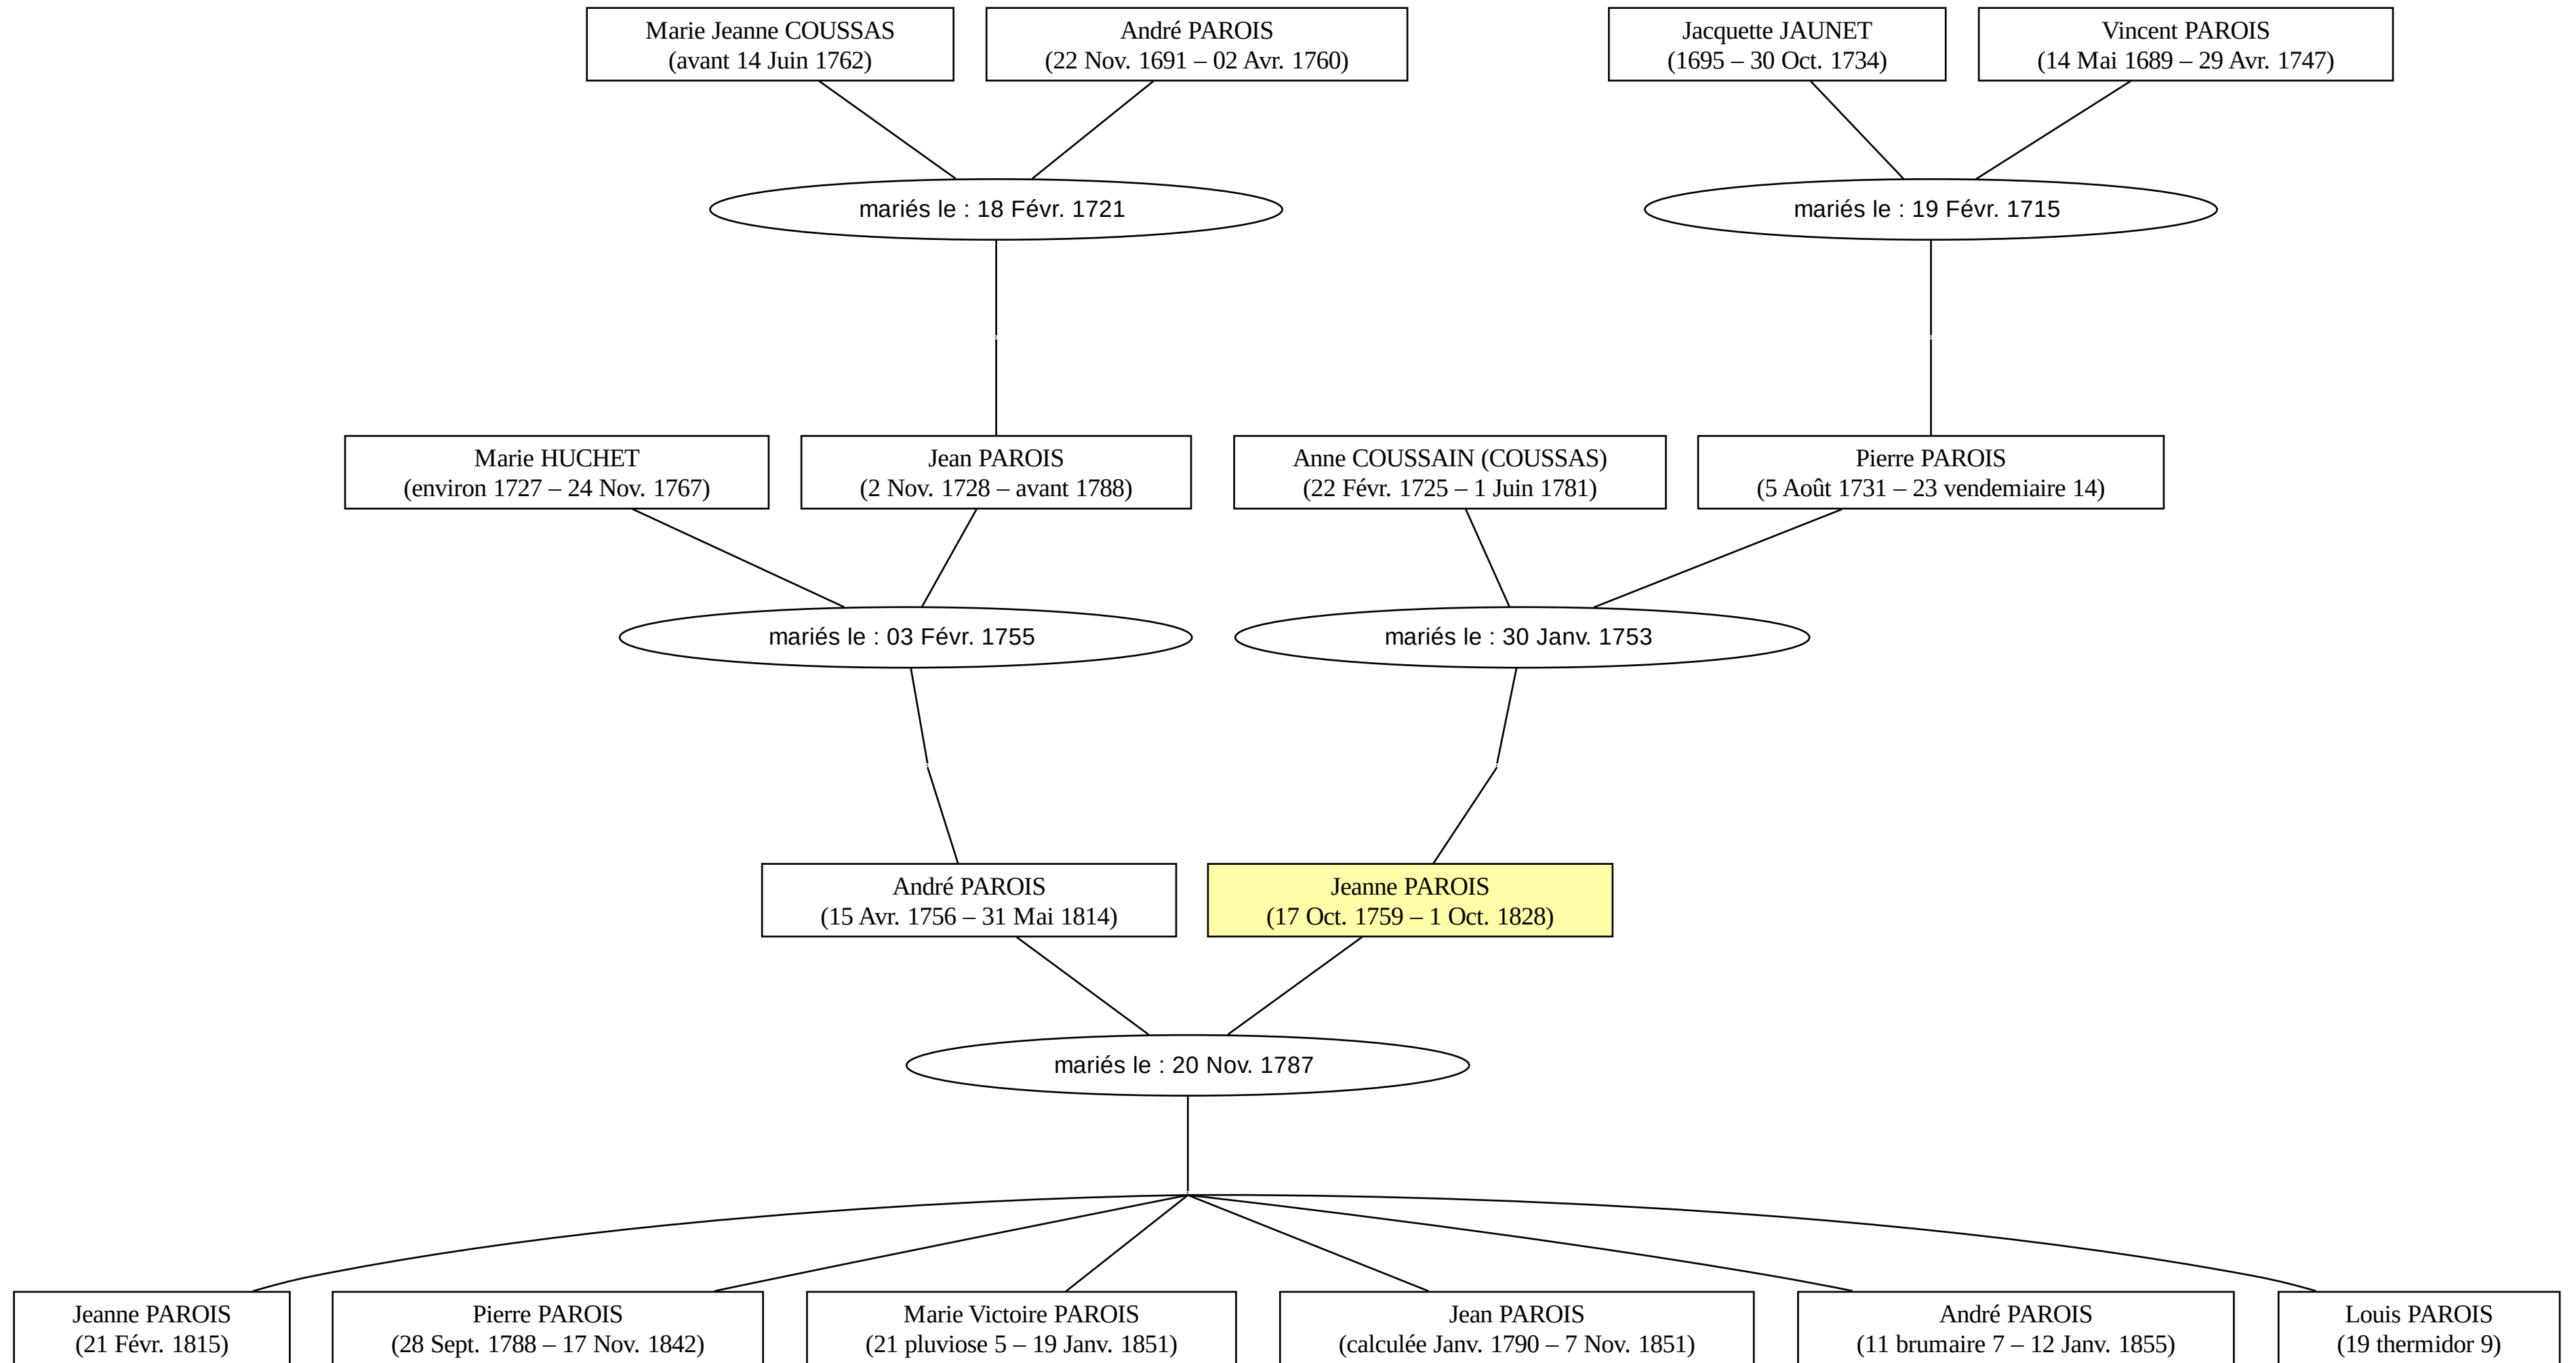 Marie Jeanne COUSSAS
(avant 14 Juin 1762)
André PAROIS
(22 Nov. 1691 – 02 Avr. 1760)
Jacquette JAUNET
(1695 – 30 Oct. 1734)
Vincent PAROIS
(14 Mai 1689 – 29 Avr. 1747)
mariés le : 18 Févr. 1721
mariés le : 19 Févr. 1715
Marie HUCHET
(environ 1727 – 24 Nov. 1767)
Jean PAROIS
(2 Nov. 1728 – avant 1788)
Anne COUSSAIN (COUSSAS)
(22 Févr. 1725 – 1 Juin 1781)
Pierre PAROIS
(5 Août 1731 – 23 vendemiaire 14)
mariés le : 03 Févr. 1755
mariés le : 30 Janv. 1753
André PAROIS
(15 Avr. 1756 – 31 Mai 1814)
Jeanne PAROIS
(17 Oct. 1759 – 1 Oct. 1828)
mariés le : 20 Nov. 1787
Jeanne PAROIS
(21 Févr. 1815)
Pierre PAROIS
(28 Sept. 1788 – 17 Nov. 1842)
Marie Victoire PAROIS
(21 pluviose 5 – 19 Janv. 1851)
Jean PAROIS
(calculée Janv. 1790 – 7 Nov. 1851)
André PAROIS
(11 brumaire 7 – 12 Janv. 1855)
Louis PAROIS
(19 thermidor 9)